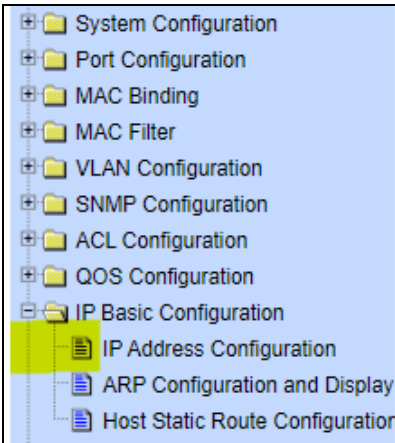 System Configuration
Port Configuration
MAC Binding
MAC Filter
VLAN Configuration
SNMP Configuration
ACL Configuration
QOS Configuration
IP Basic Configuration
IP Address Configuration
ARP Configuration and Display
Host Static Route Configuration